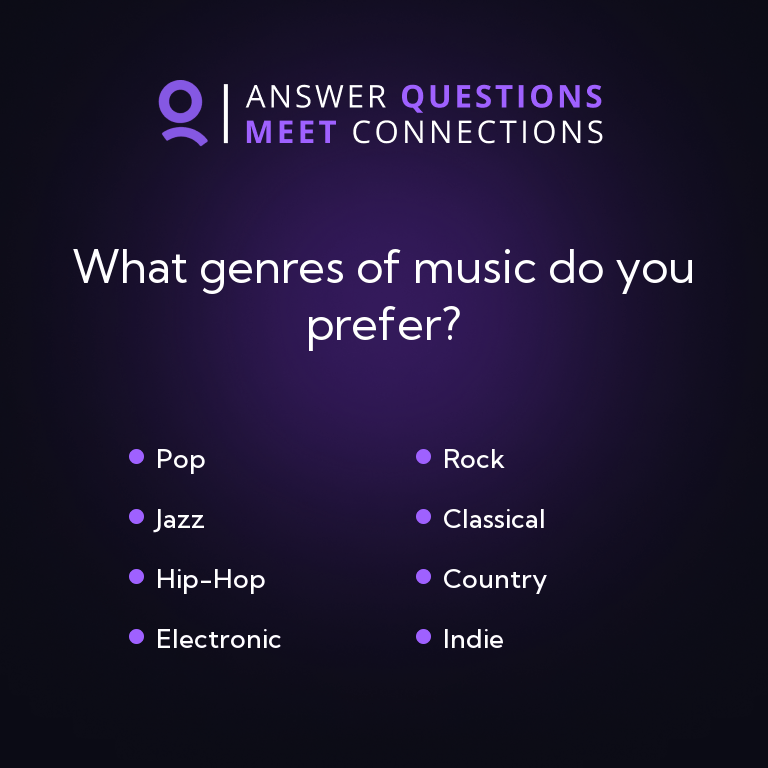 ANSWER QUESTIONS
MEET CONNECTIONS
What genres of music do you
prefer?
Pop
Rock
Jazz
Classical
Hip-Hop
Country
Electronic
Indie